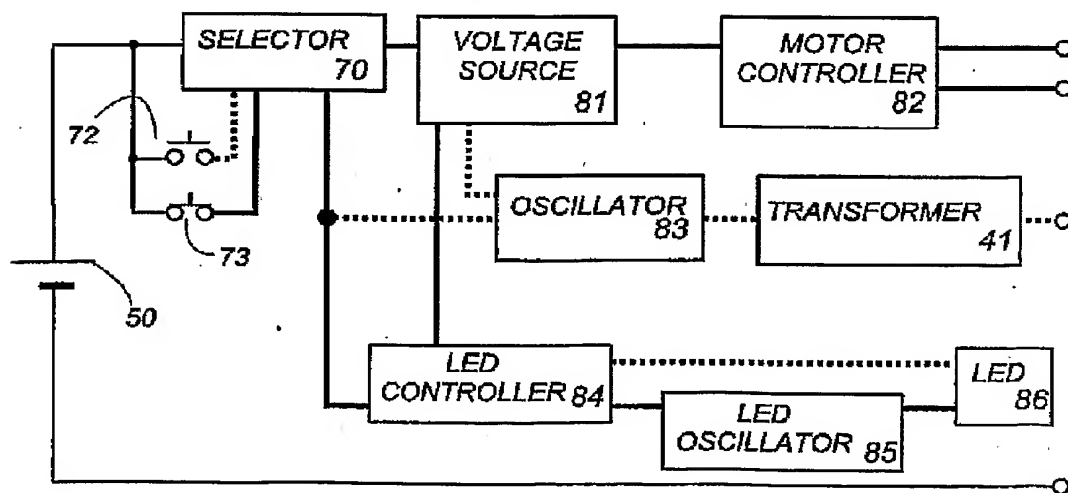 SELECTOR
70
VOLTAGE
SOURCE
81
MOTOR
CONTROLLER
82
72
73
50
OSCILLATOR
83
TRANSFORMER
41
LED
CONTROLLER 84
LED
OSCILLATOR 85
LED
86